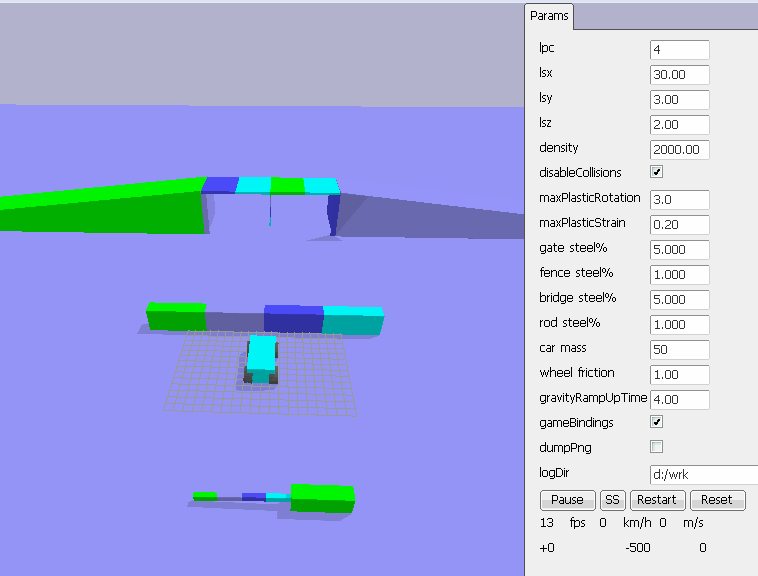 Params
lpc 4
lsx 30.00
lsy 3.00
lsz 2.00
density 2000.00
disableCollisions
maxPlasticRotation 3.0
maxPlasticStrain 0.20
gate steel% 5.000
fence steel% 1.000
bridge steel% 5.000
rod steel% 1.000
car mass 50
wheel friction 1.00
gravityRampUpTime 4.00
gameBindings
dumpPng
logDir d:/wrk
Pause SS Restart Reset
13 fps 0 km/h 0 m/s
+0 -500 0